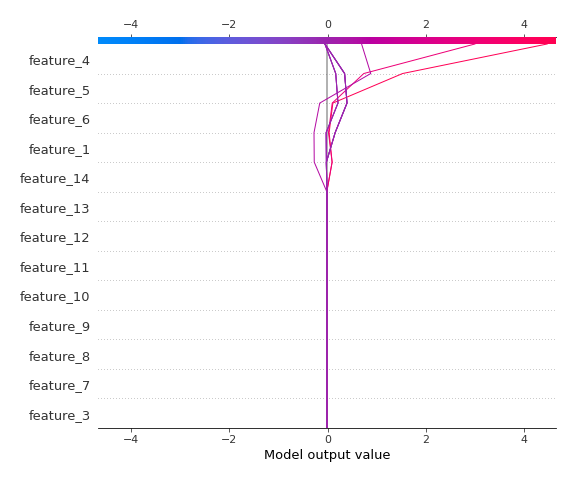 −4 −2 0 2 4
feature_4
feature_5
feature_6
feature_1
feature_14
feature_13
feature_12
feature_11
feature_10
feature_9
feature_8
feature_7
feature_3
−4 −2 0 2 4
Model output value